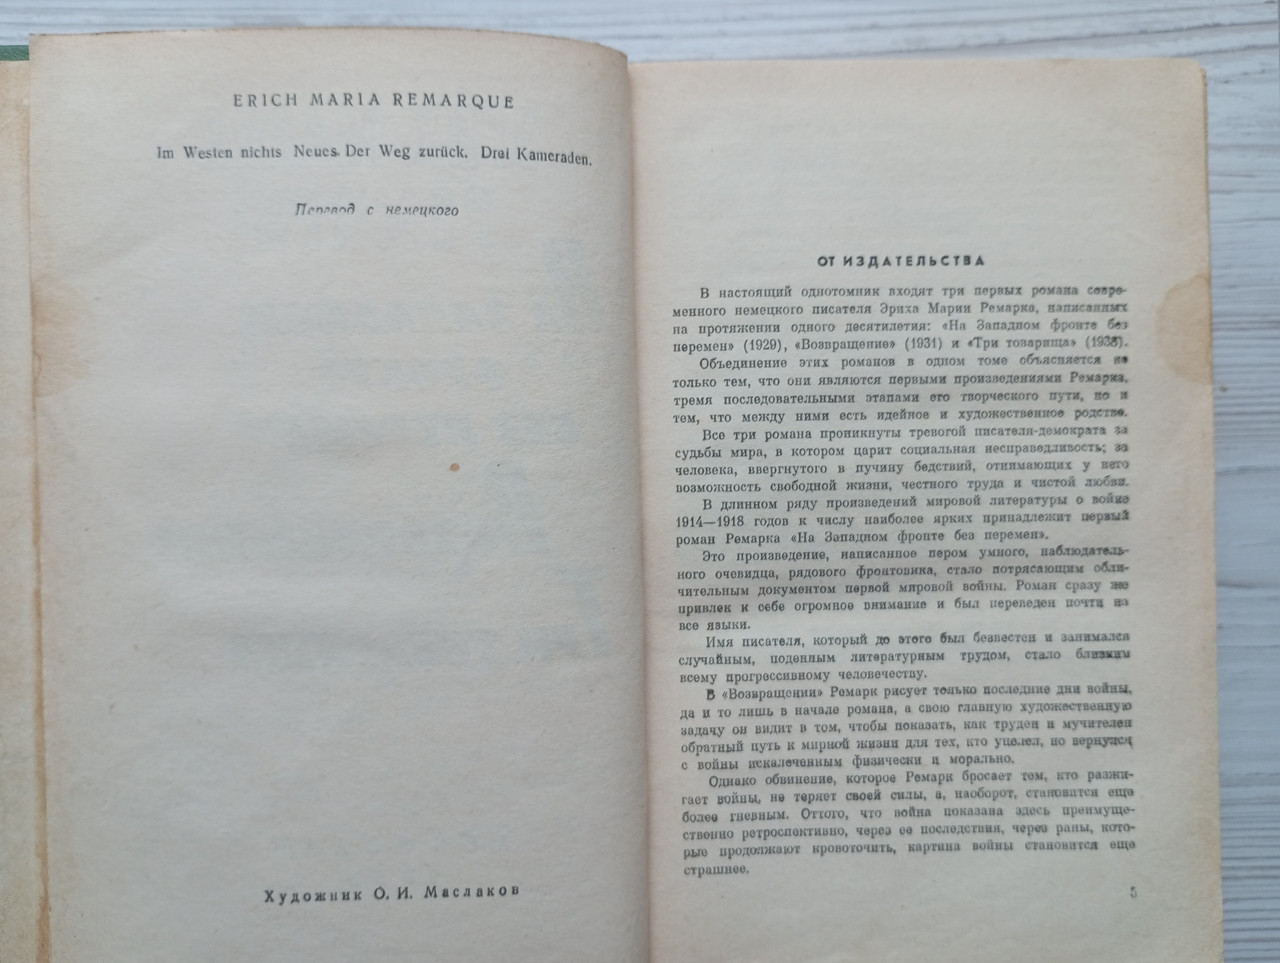 ERICH MARIA REMARQUE
Im Westen nichts Neues. Der Weg zurück. Drei Kameraden.
Перевод с немецкого
Художник О. И. Маслаков
ОТ ИЗДАТЕЛЬСТВА
В настоящий однотомник входят три первых романа совре-
менного немецкого писателя Эриха Марии Ремарка, написанных
на протяжении одного десятилетия: «На Западном фронте без
перемен» (1929), «Возвращение» (1931) и «Три товарища» (1938).
Объединение этих романов в одном томе объясняется не
только тем, что они являются первыми произведениями Ремарка,
тремя последовательными этапами его творческого пути, но и
тем, что между ними есть идейное и художественное родство.
Все три романа проникнуты тревогой писателя-демократа за
судьбы мира, в котором царит социальная несправедливость; за
человека, ввергнутого в пучину бедствий, отнимающих у него
возможность свободной жизни, честного труда и чистой любви.
В длинном ряду произведений мировой литературы о войне
1914—1918 годов к числу наиболее ярких принадлежит первый
роман Ремарка «На Западном фронте без перемен».
Это произведение, написанное пером умного, наблюдатель-
ного очевидца, рядового фронтовика, стало потрясающим обли-
чительным документом первой мировой войны. Роман сразу же
привлек к себе огромное внимание и был переведен почти на
все языки.
Имя писателя, который до этого был безвестен и занимался
случайным, поденным литературным трудом, стало близким
всему прогрессивному человечеству.
В «Возвращении» Ремарк рисует только последние дни войны,
да и то лишь в начале романа, а свою главную художественную
задачу он видит в том, чтобы показать, как труден и мучителен
обратный путь к мирной жизни для тех, кто уцелел, но вернулся
с войны искалеченным физически и морально.
Однако обвинение, которое Ремарк бросает тем, кто разжи-
гает войны, не теряет своей силы, а, наоборот, становится еще
более гневным. Оттого, что война показана здесь преимуще-
ственно ретроспективно, через ее последствия, через раны, кото-
рые продолжают кровоточить, картина войны становится еще
страшнее.
5